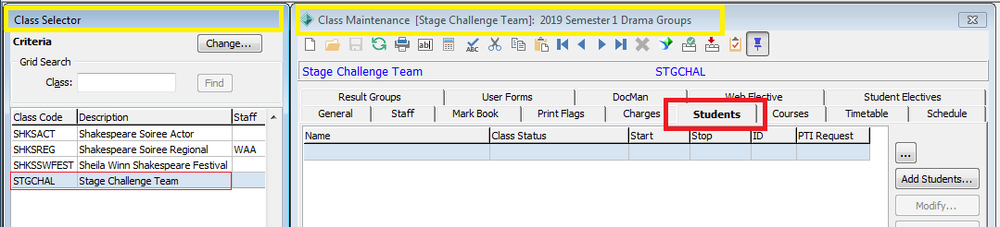 Class Selector
Criteria
Change...
Grid Search
Class:
Find
Class Code Description Staff
SHKSACT Shakespeare Soiree Actor
SHKSREG Shakespeare Soiree Regional WAA
SHKSSWFEST Sheila Winn Shakespeare Festival
STGCHAL Stage Challenge Team
Class Maintenance [Stage Challenge Team]: 2019 Semester 1 Drama Groups
ab
ABC
Stage Challenge Team STGCHAL
Result Groups User Forms DocMan Web Elective Student Electives
General Staff Mark Book Print Flags Charges Students Courses Timetable Schedule
Name Class Status Start Stop ID PTI Request
...
Add Students...
Modify...